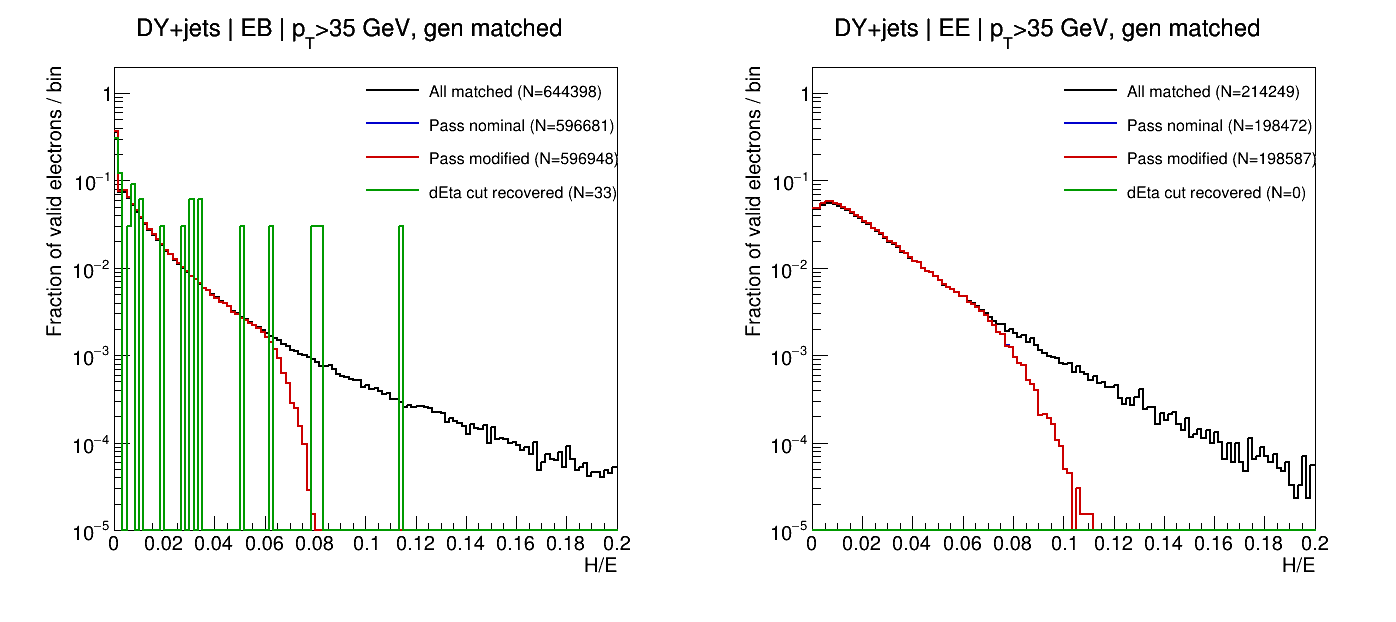 DY+jets | EB | pT>35 GeV, gen matched
Fraction of valid electrons / bin
All matched (N=644398)
Pass nominal (N=596681)
Pass modified (N=596948)
dEta cut recovered (N=33)
1
10−1
10−2
10−3
10−4
10−5
0 0.02 0.04 0.06 0.08 0.1 0.12 0.14 0.16 0.18 0.2
H/E
DY+jets | EE | pT>35 GeV, gen matched
Fraction of valid electrons / bin
All matched (N=214249)
Pass nominal (N=198472)
Pass modified (N=198587)
dEta cut recovered (N=0)
1
10−1
10−2
10−3
10−4
10−5
0 0.02 0.04 0.06 0.08 0.1 0.12 0.14 0.16 0.18 0.2
H/E